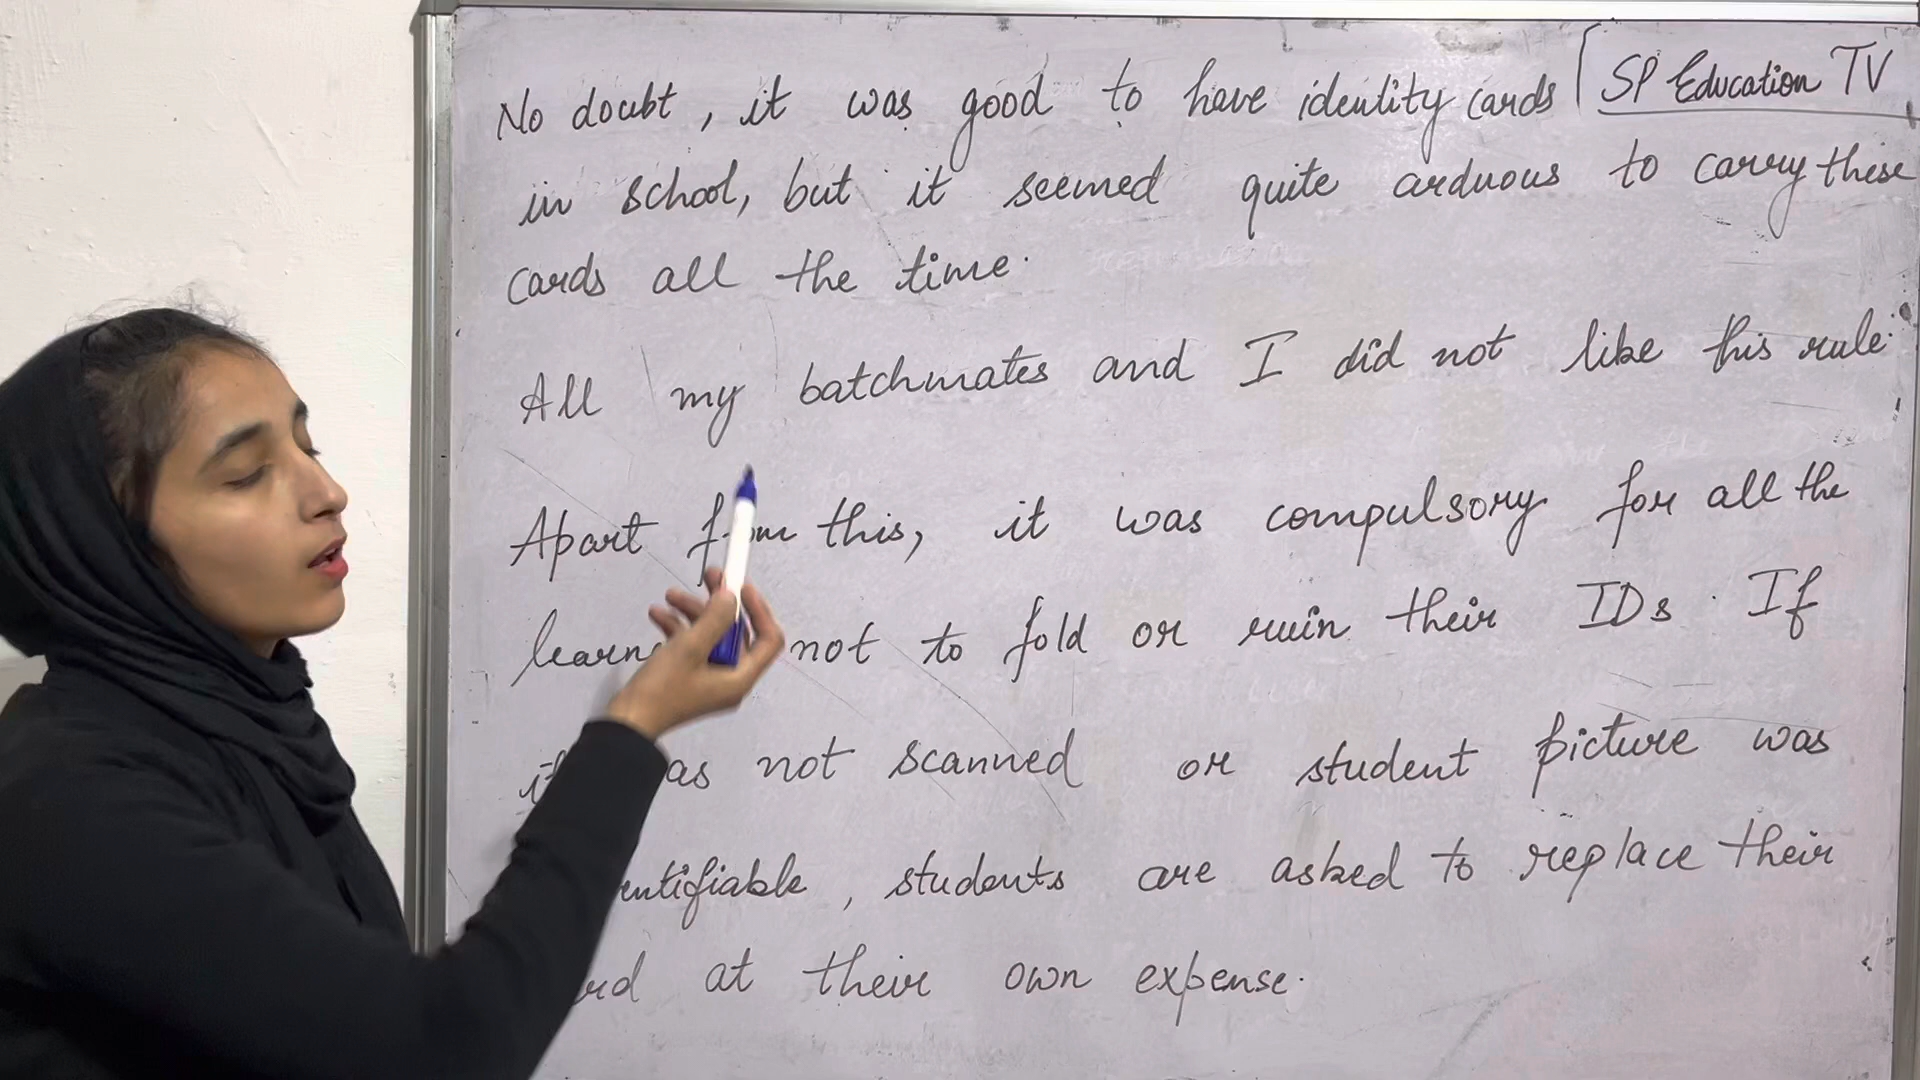 No doubt, it was good to have identity cards
SP Education TV
in school, but it seemed quite arduous to carry these
cards all the time.
All my batchmates and I did not like this rule.
Apart from this, it was compulsory for all the
not to fold or ruin their IDs. If
not scanned or student picture was
students are asked to replace their
at their own expense.